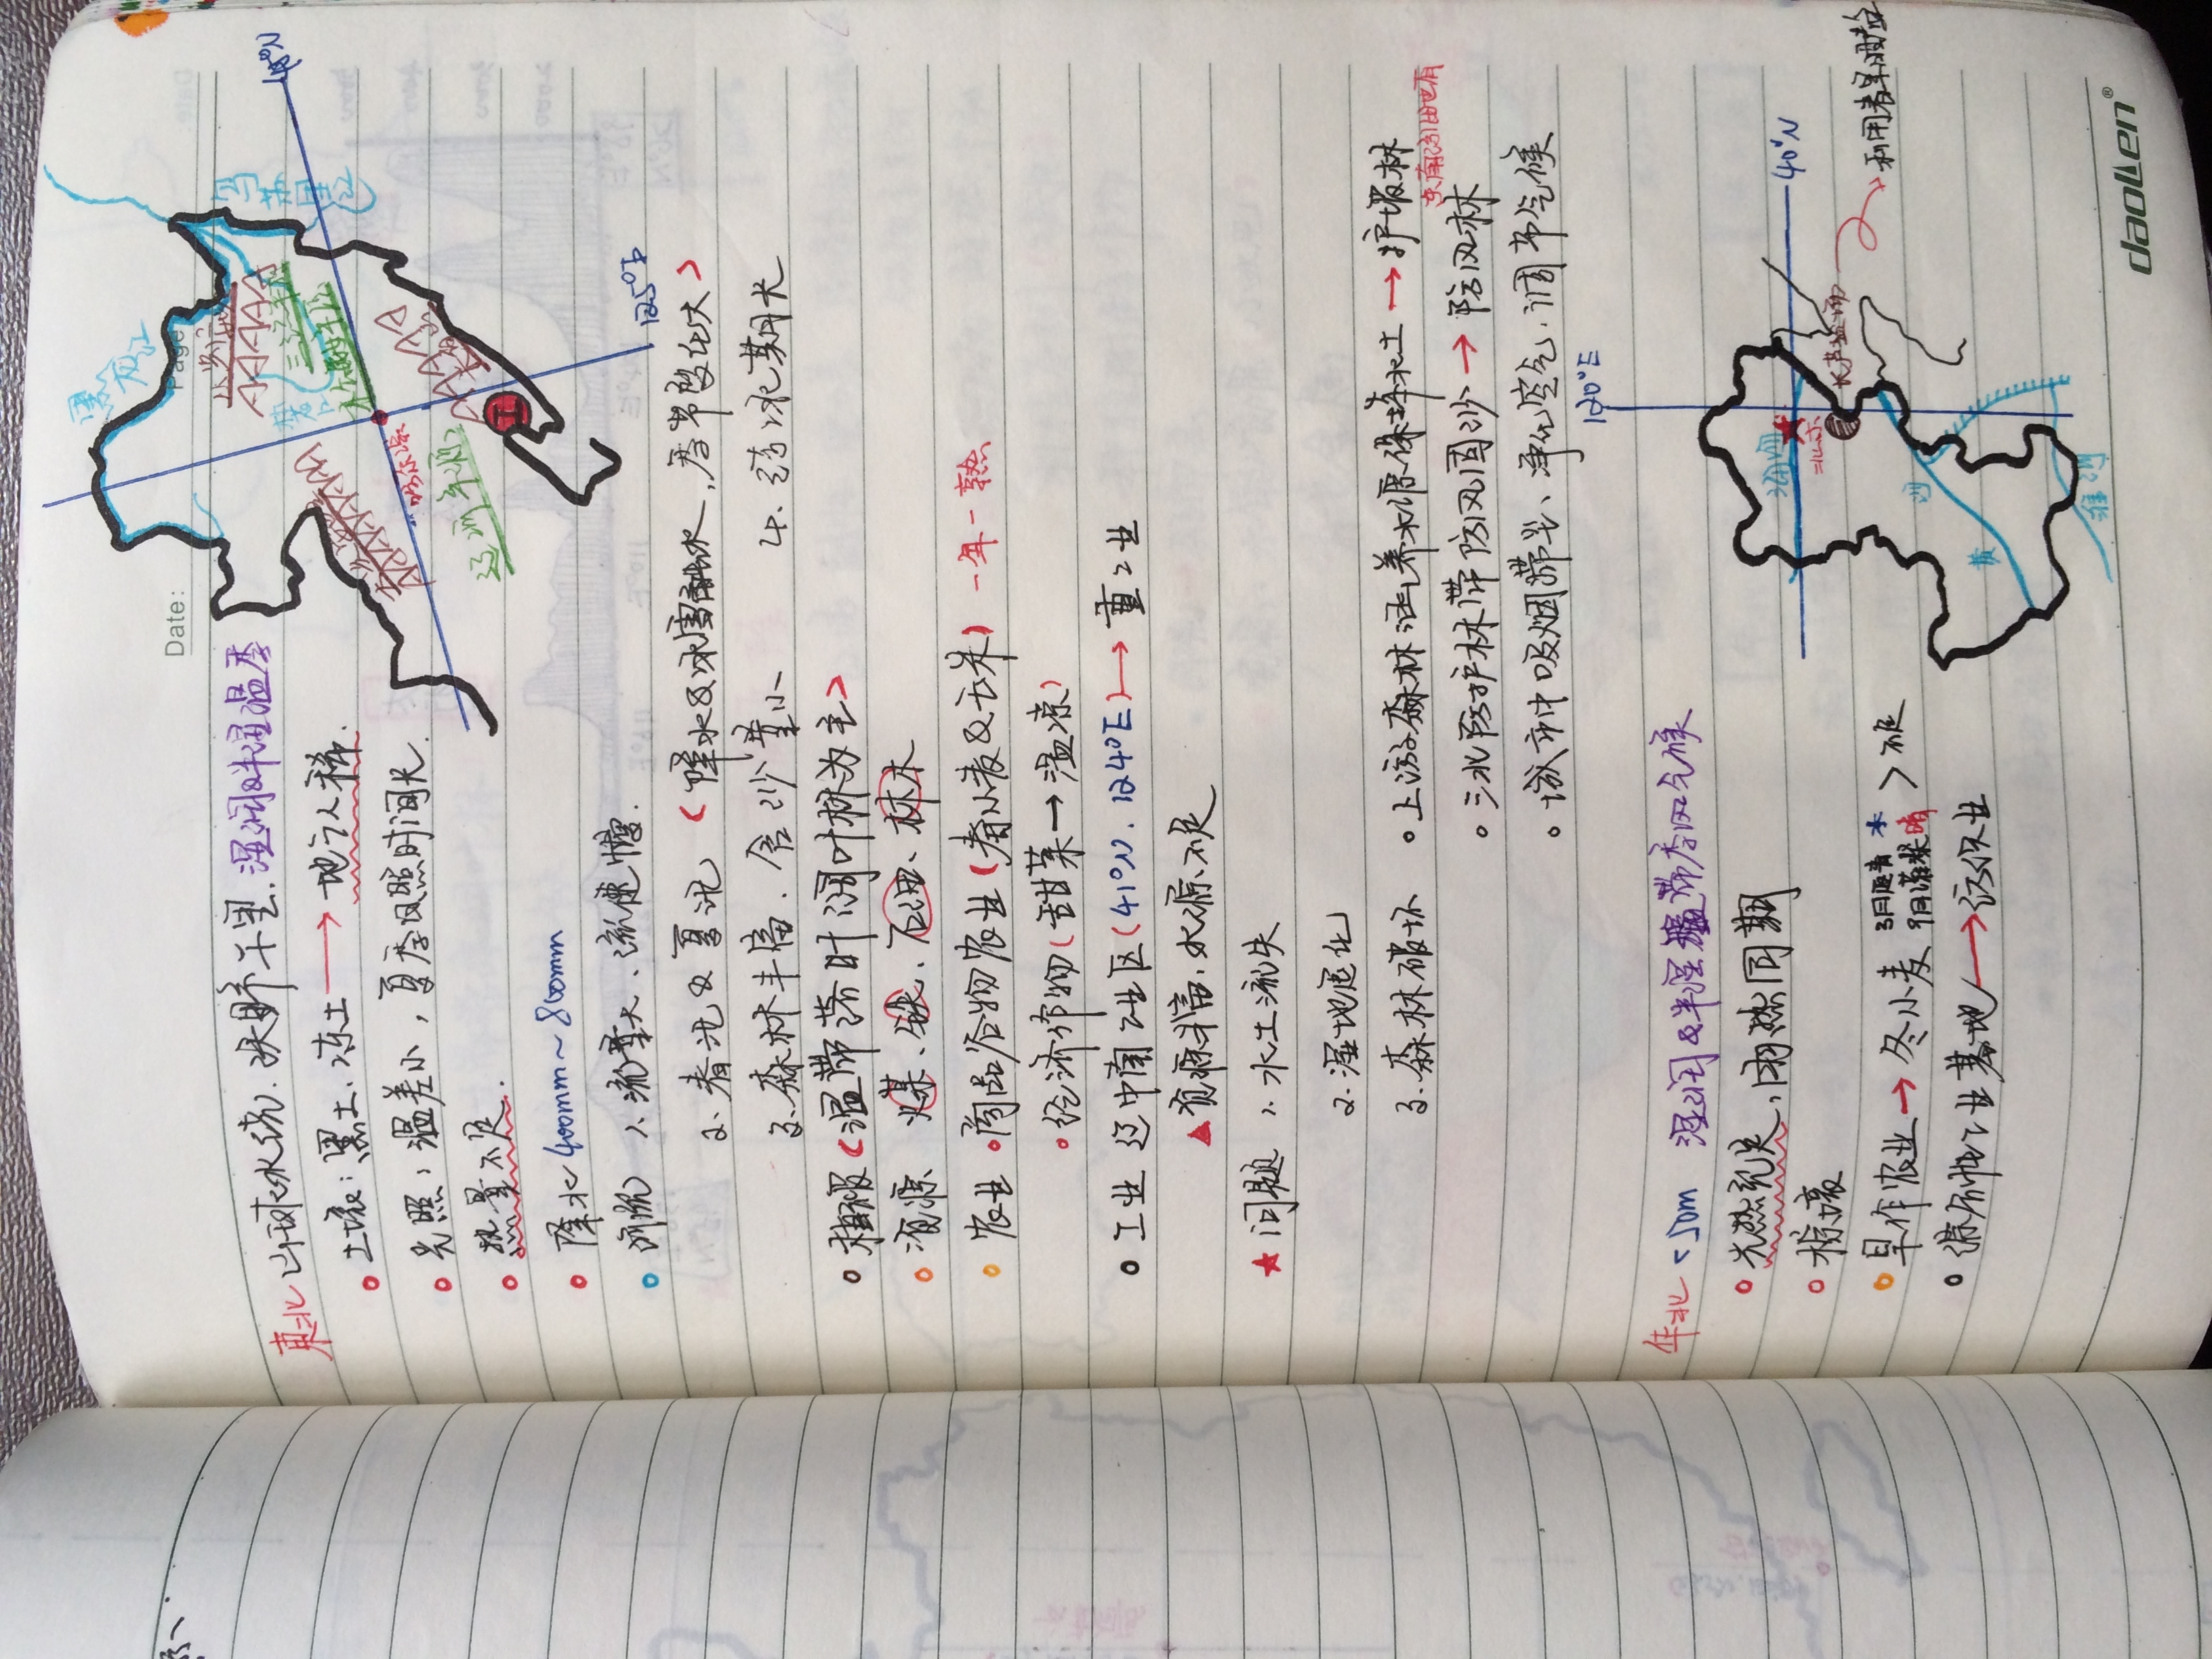 Date:
Page
黑龙江
乌苏里江
小兴安岭
三江平原
45°N
松嫩平原
大兴安岭
哈尔滨
长白山
辽河平原
工
125°E
東北 山环水绕.沃野千里.湿润&半湿温季
土壤:黑土、冻土→地广人稀.
光照:温差小,夏季日照时间长.
热量不足.
降水 400mm~800mm
河流 1.流量大、流速慢.
2.春汛&夏汛(降水&冰雪融水,季节变化大)
3.森林丰富.含沙量小 4.结冰期长
植被(温带落叶阔叶林为主)
资源 煤、铁、石油、林木
农业 商品谷物农业(春小麦&玉米)一年一熟
经济作物(甜菜→温凉)
工业 辽中南工业区(41°N.124°E)→重工业
▲资源丰富.水源不足
★问题 1.水土流失
2.湿地退化
3.森林破坏 上游森林涵养水源保持水土→护坡林
东南沿海也有
三北防护林带防风固沙→防风林
城市中吸烟滞尘、净化空气.调节气候
120°E
华北 <50m 湿润&半湿温带季风气候
光热充足,雨热同期
棕壤
旱作农业→冬小麦 3月返青 水 9月灌浆 晴 >不足
综合性工业基地→纺织业
海河
40°N
北京
长芦盐场
利用春旱晒盐
黄
河
淮河
daolen®